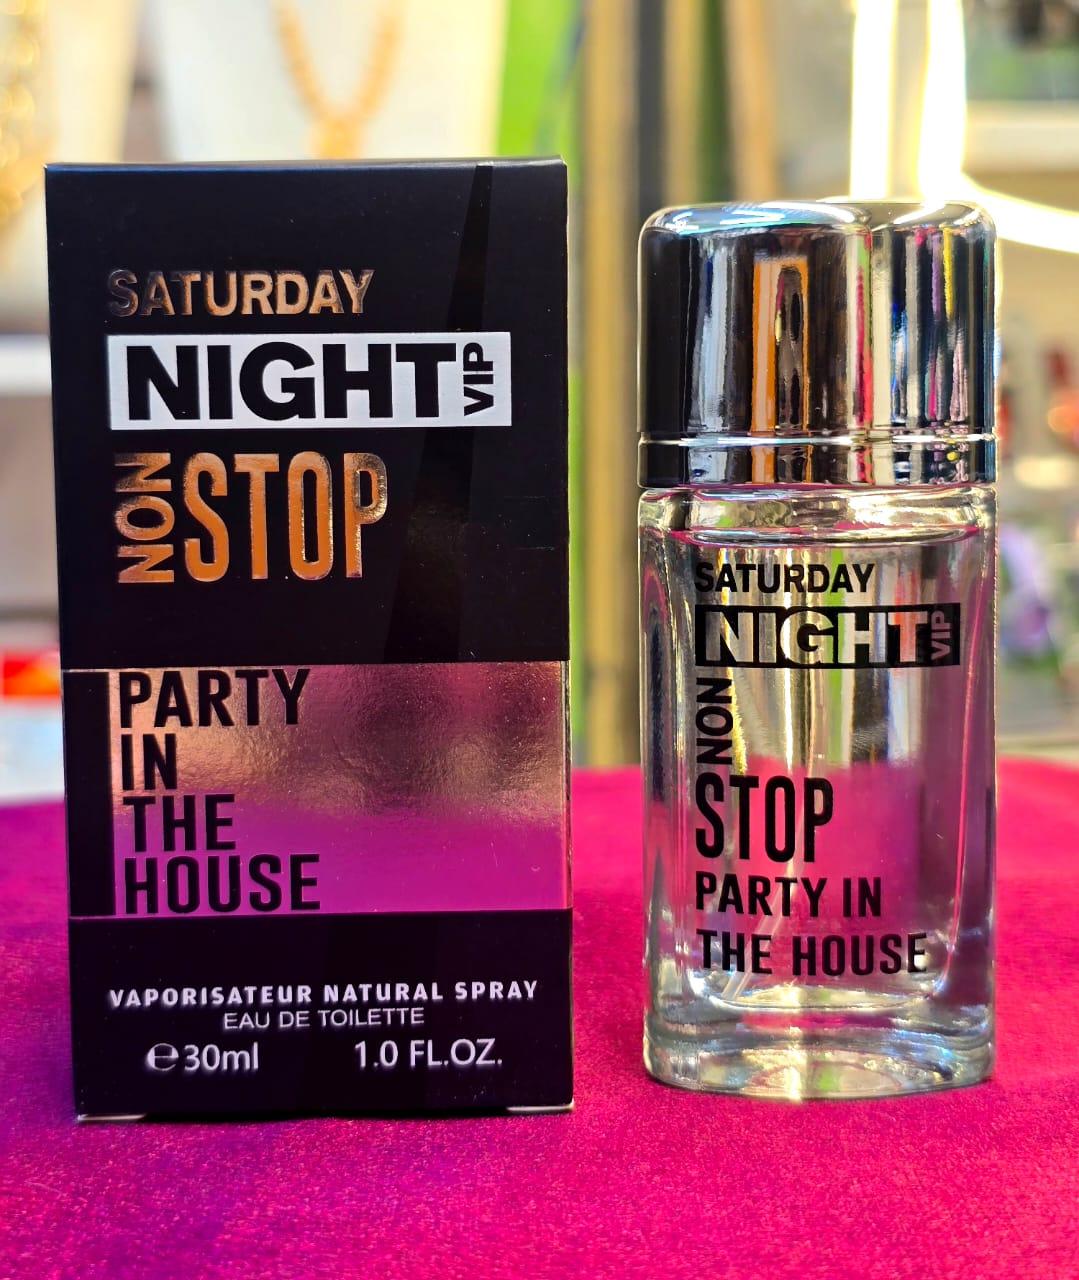 SATURDAY
NIGHT VIP
NON STOP
PARTY
IN
THE
HOUSE
VAPORISATEUR NATURAL SPRAY
EAU DE TOILETTE
℮30ml 1.0 FL.OZ.
SATURDAY
NIGHT VIP
NON
STOP
PARTY IN
THE HOUSE